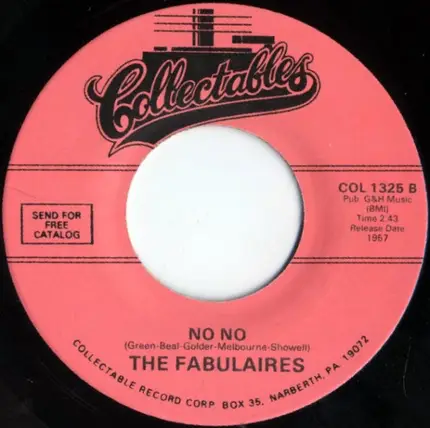 Collectables
COL 1325 B
Pub. G&H Music
(BMI)
Time 2:43
Release Date
1957
SEND FOR
FREE
CATALOG
NO NO
(Green-Beal-Golder-Melbourne-Showell)
THE FABULAIRES
COLLECTABLE RECORD CORP BOX 35, NARBERTH, PA 19072